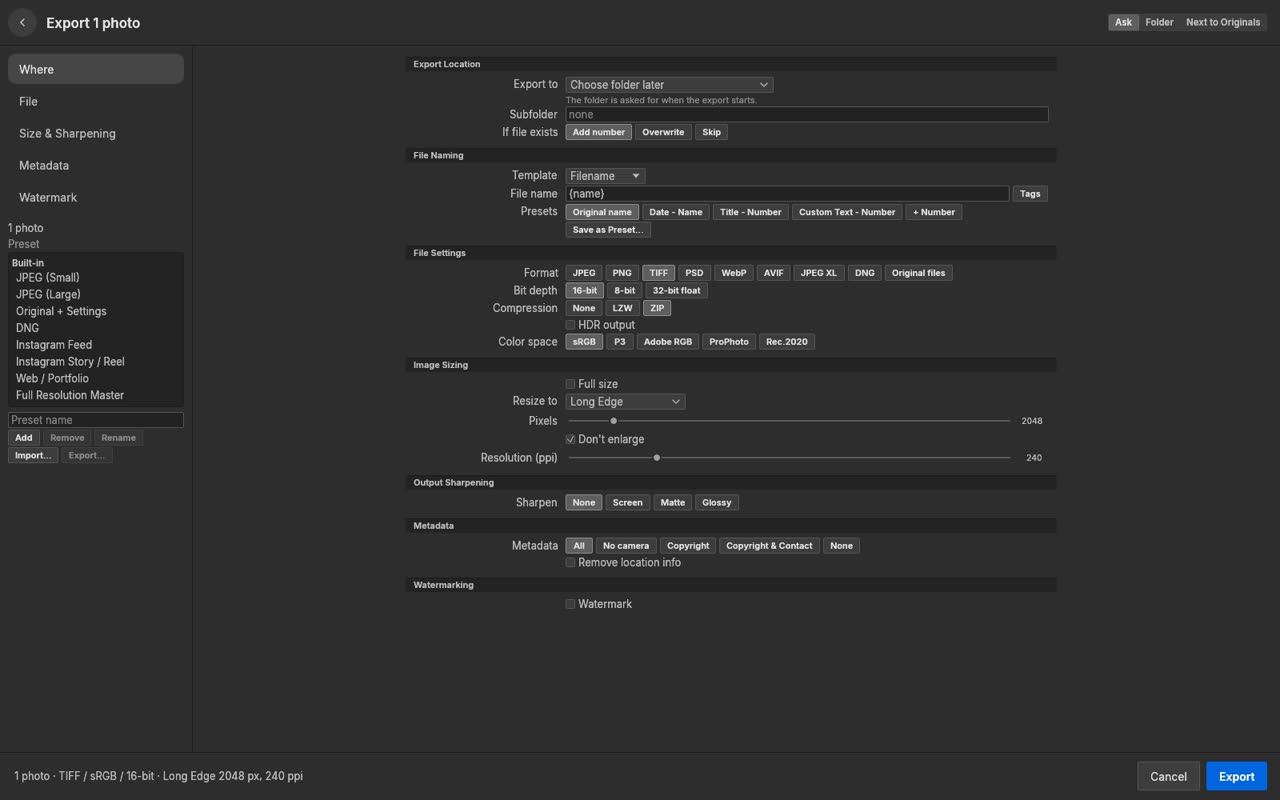 Export 1 photo
Ask Folder Next to Originals
Where
File
Size & Sharpening
Metadata
Watermark
1 photo
Preset
Built-in
JPEG (Small)
JPEG (Large)
Original + Settings
DNG
Instagram Feed
Instagram Story / Reel
Web / Portfolio
Full Resolution Master
Preset name
Add Remove Rename
Import... Export...
Export Location
Export to Choose folder later
The folder is asked for when the export starts.
Subfolder none
If file exists Add number Overwrite Skip
File Naming
Template Filename
File name {name} Tags
Presets Original name Date - Name Title - Number Custom Text - Number + Number
Save as Preset...
File Settings
Format JPEG PNG TIFF PSD WebP AVIF JPEG XL DNG Original files
Bit depth 16-bit 8-bit 32-bit float
Compression None LZW ZIP
HDR output
Color space sRGB P3 Adobe RGB ProPhoto Rec.2020
Image Sizing
Full size
Resize to Long Edge
Pixels 2048
Don't enlarge
Resolution (ppi) 240
Output Sharpening
Sharpen None Screen Matte Glossy
Metadata
Metadata All No camera Copyright Copyright & Contact None
Remove location info
Watermarking
Watermark
1 photo · TIFF / sRGB / 16-bit · Long Edge 2048 px, 240 ppi
Cancel Export